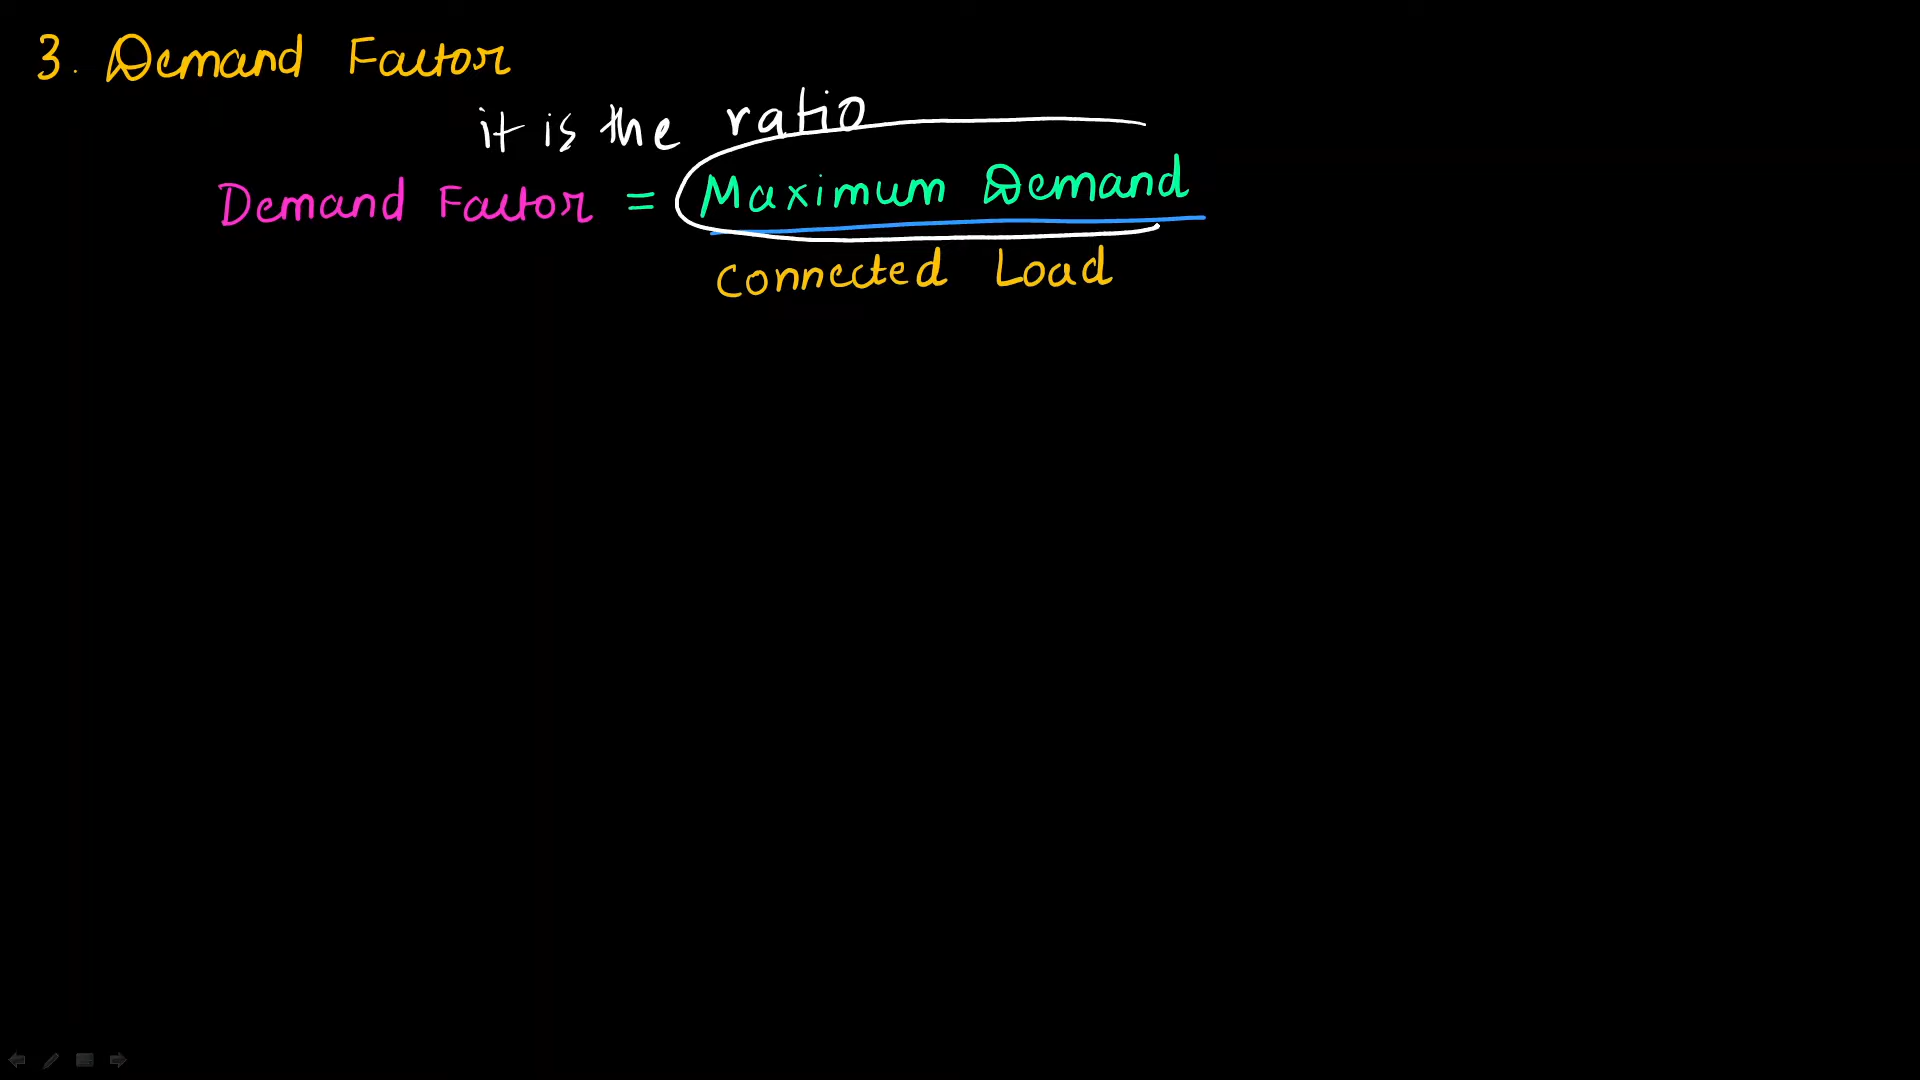 3. Demand Factor
it is the ratio
Demand Factor = Maximum Demand
Connected Load